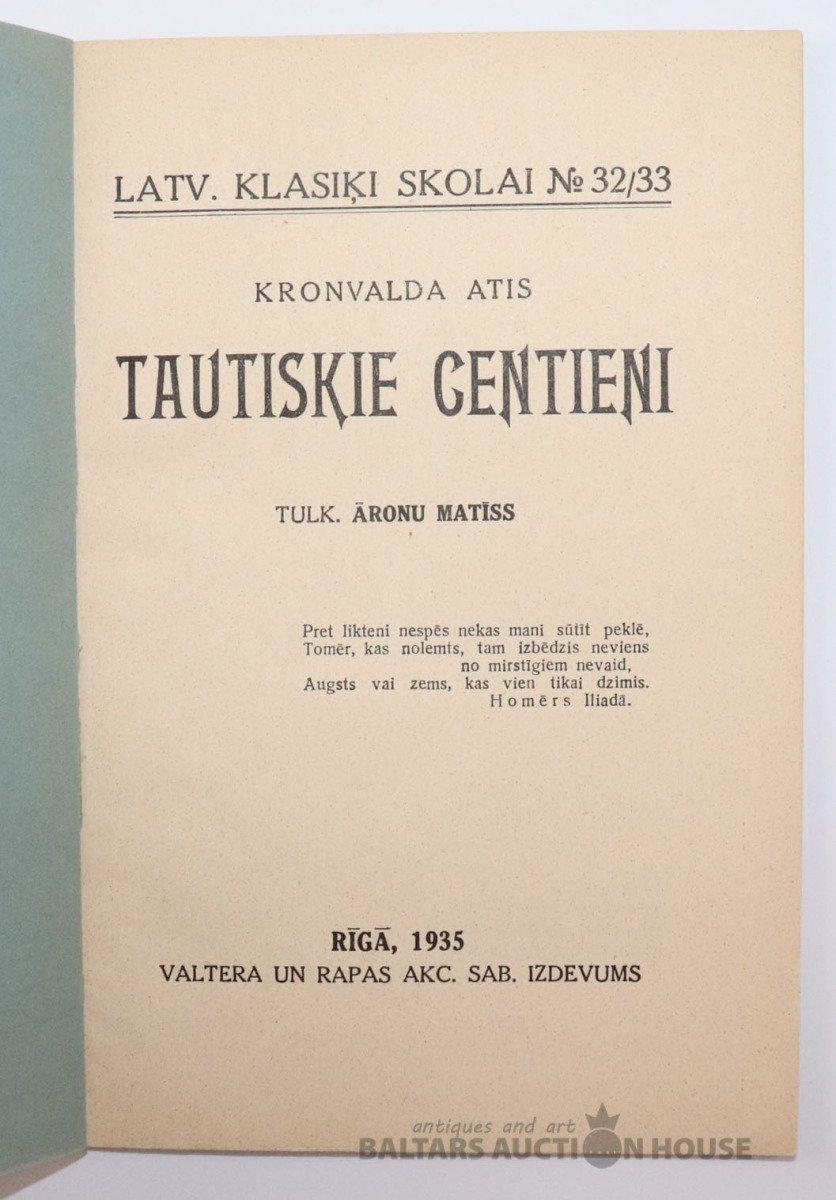 LATV. KLASIĶI SKOLAI № 32/33
KRONVALDA ATIS
TAUTISĶIE CEŅTIEŅI
TULK. ĀRONU MATĪSS
Pret likteni nespēs nekas mani sūtīt peklē,
Tomēr, kas nolemts, tam izbēdzis neviens
no mirstīgiem nevaid,
Augsts vai zems, kas vien tikai dzimis.
Homērs Iliadā.
RĪGĀ, 1935
VALTERA UN RAPAS AKC. SAB. IZDEVUMS
antiques and art
BALTARS AUCTION HOUSE